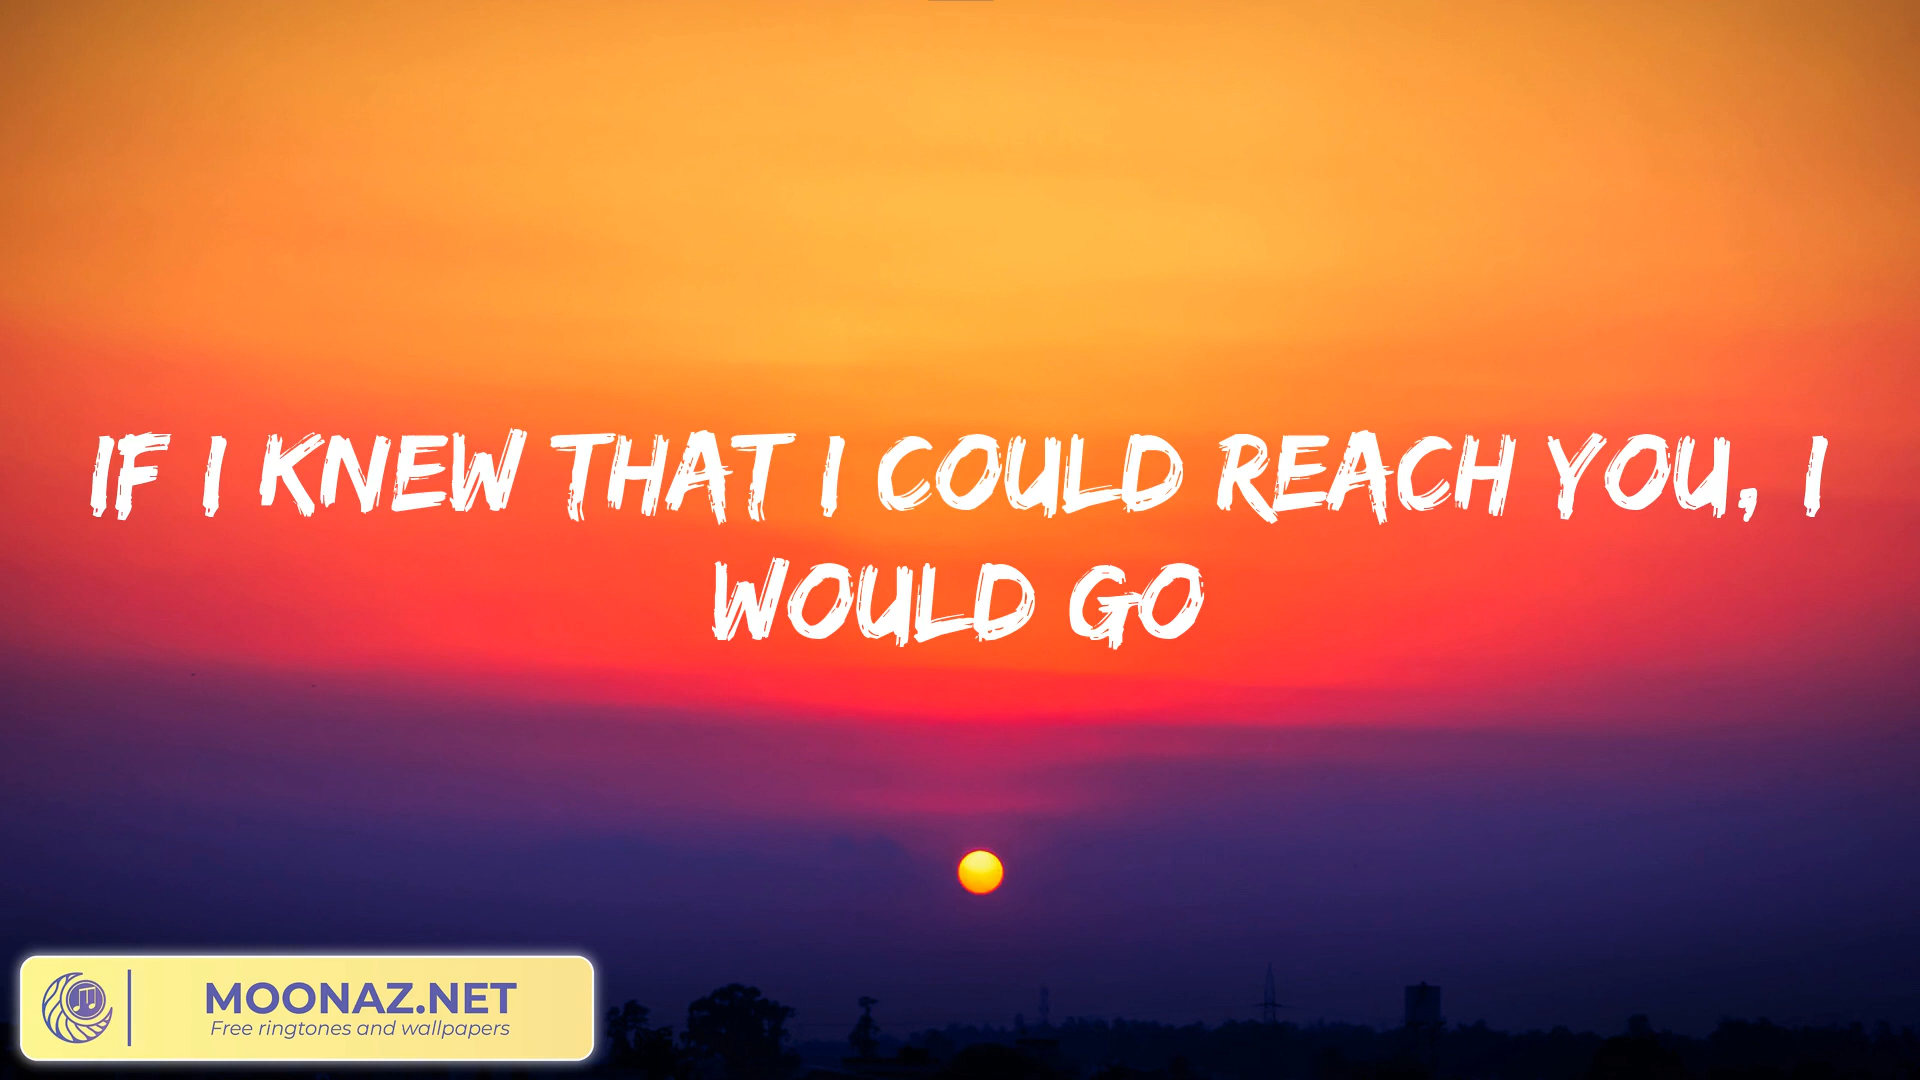 IF I KNEW THAT I COULD REACH YOU, I
WOULD GO
MOONAZ.NET
Free ringtones and wallpapers